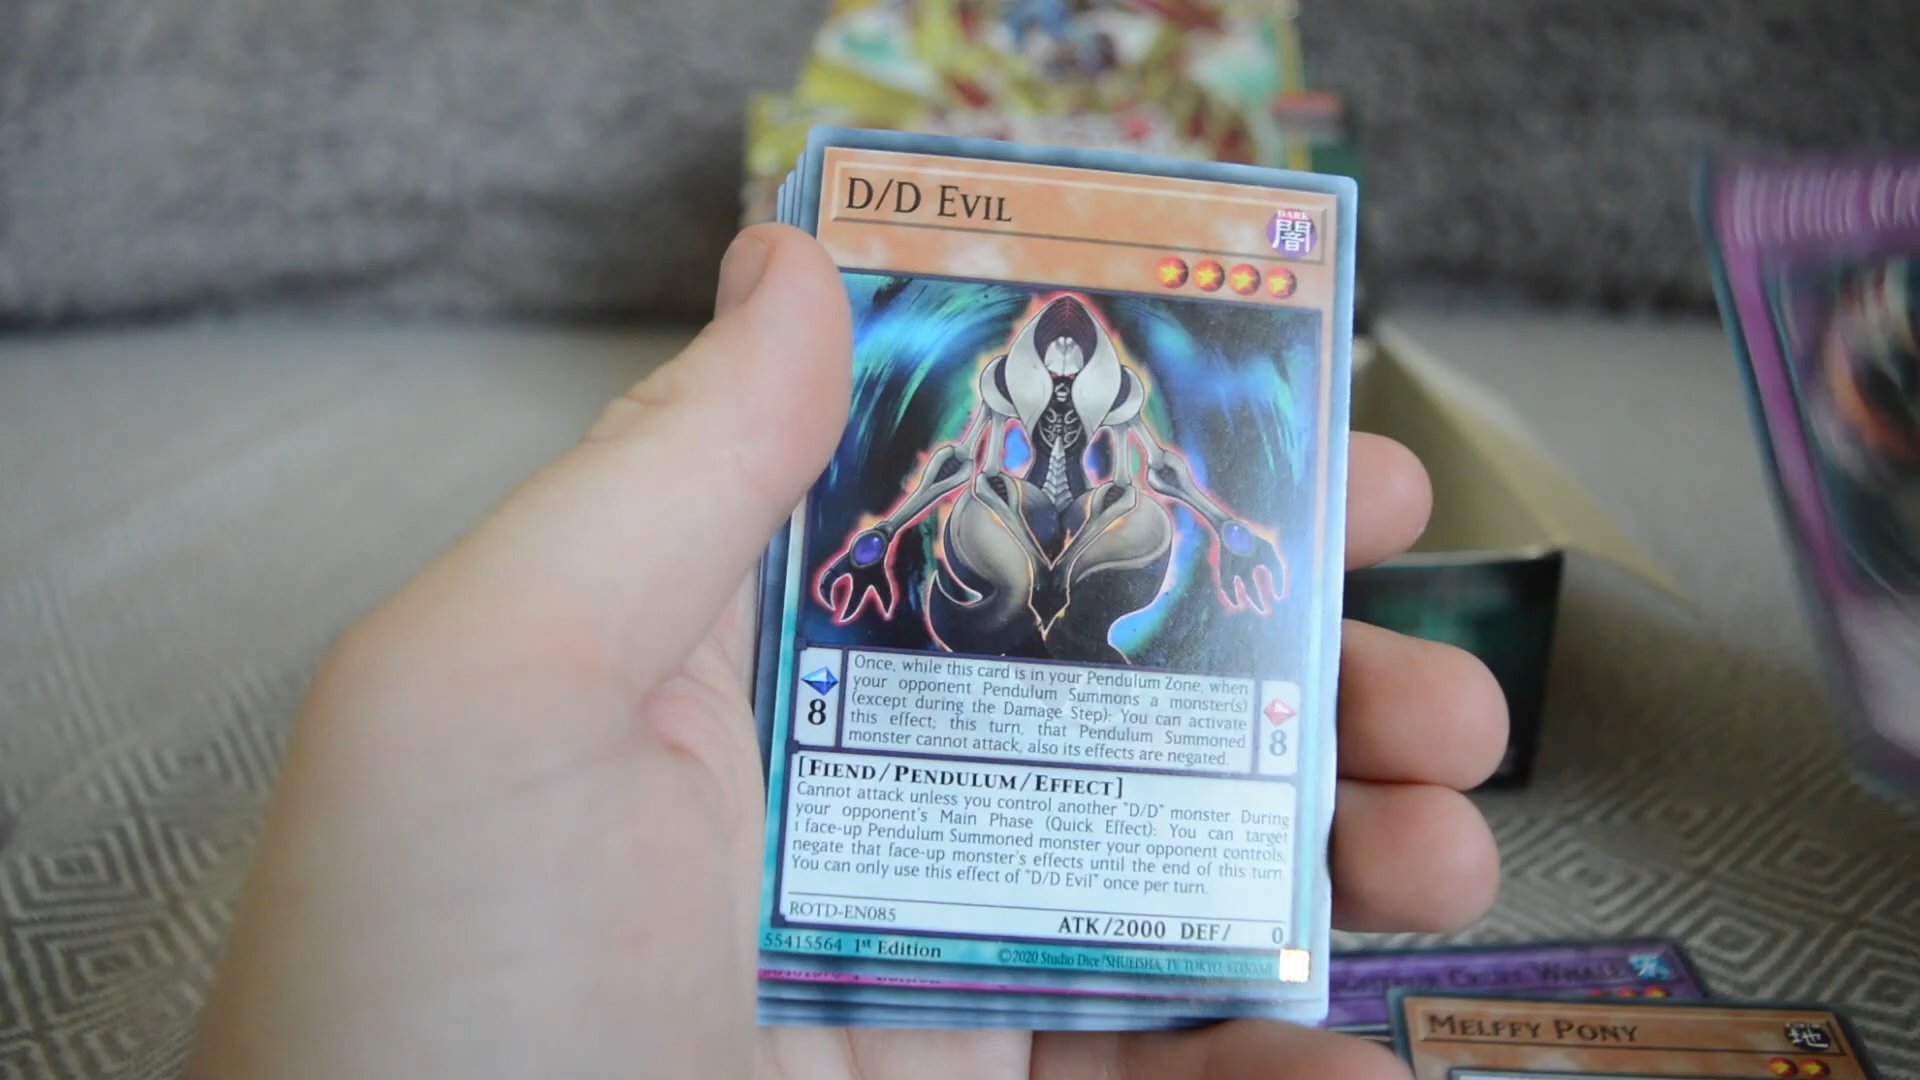 D/D EVIL
DARK
闇
Once, while this card is in your Pendulum Zone, when
your opponent Pendulum Summons a monster(s)
(except during the Damage Step): You can activate
this effect; this turn, that Pendulum Summoned
monster cannot attack, also its effects are negated.
8
8
[FIEND/PENDULUM/EFFECT]
Cannot attack unless you control another "D/D" monster. During
your opponent's Main Phase (Quick Effect): You can target
1 face-up Pendulum Summoned monster your opponent controls;
negate that face-up monster's effects until the end of this turn.
You can only use this effect of "D/D Evil" once per turn.
ROTD-EN085
ATK/2000 DEF/ 0
55415564 1st Edition
©2020 Studio Dice/SHUEISHA, TV TOKYO, KONAMI
MELFFY PONY
地